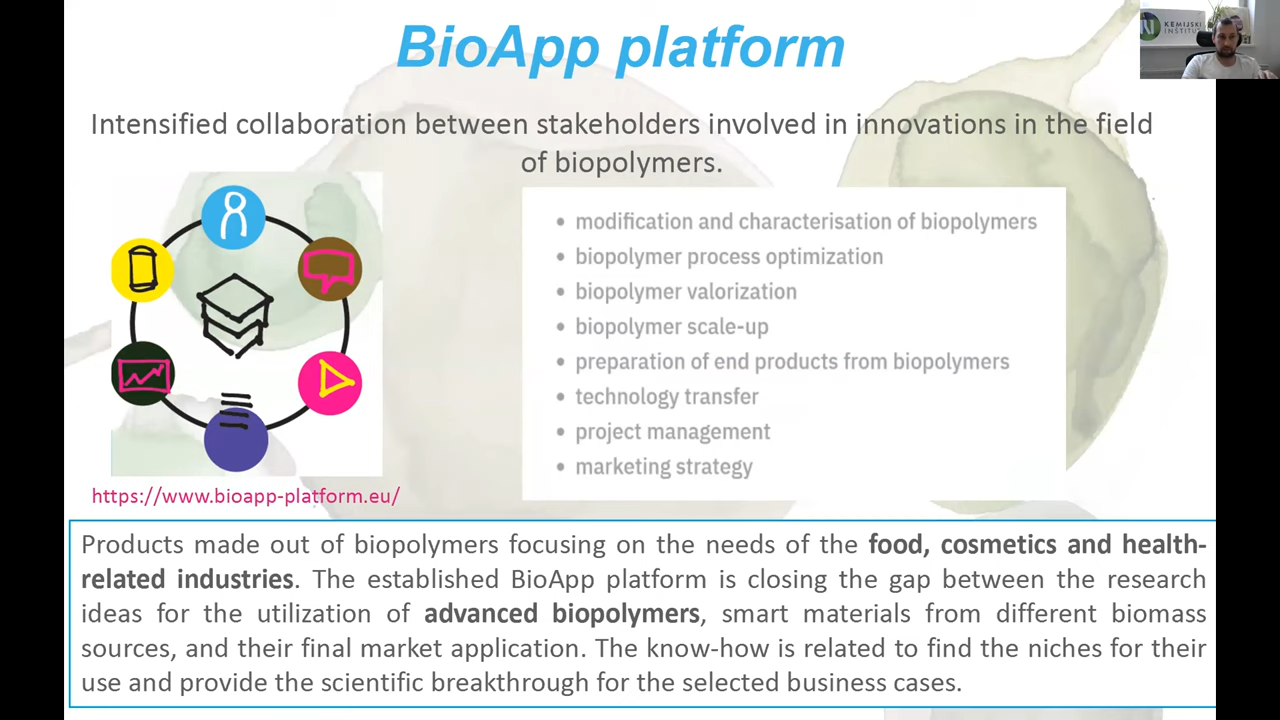 BioApp platform
KEMIJSKI
Intensified collaboration between stakeholders involved in innovations in the field
of biopolymers.
• modification and characterisation of biopolymers
• biopolymer process optimization
• biopolymer valorization
• biopolymer scale-up
• preparation of end products from biopolymers
• technology transfer
• project management
• marketing strategy
https://www.bioapp-platform.eu/
Products made out of biopolymers focusing on the needs of the food, cosmetics and health-
related industries. The established BioApp platform is closing the gap between the research
ideas for the utilization of advanced biopolymers, smart materials from different biomass
sources, and their final market application. The know-how is related to find the niches for their
use and provide the scientific breakthrough for the selected business cases.